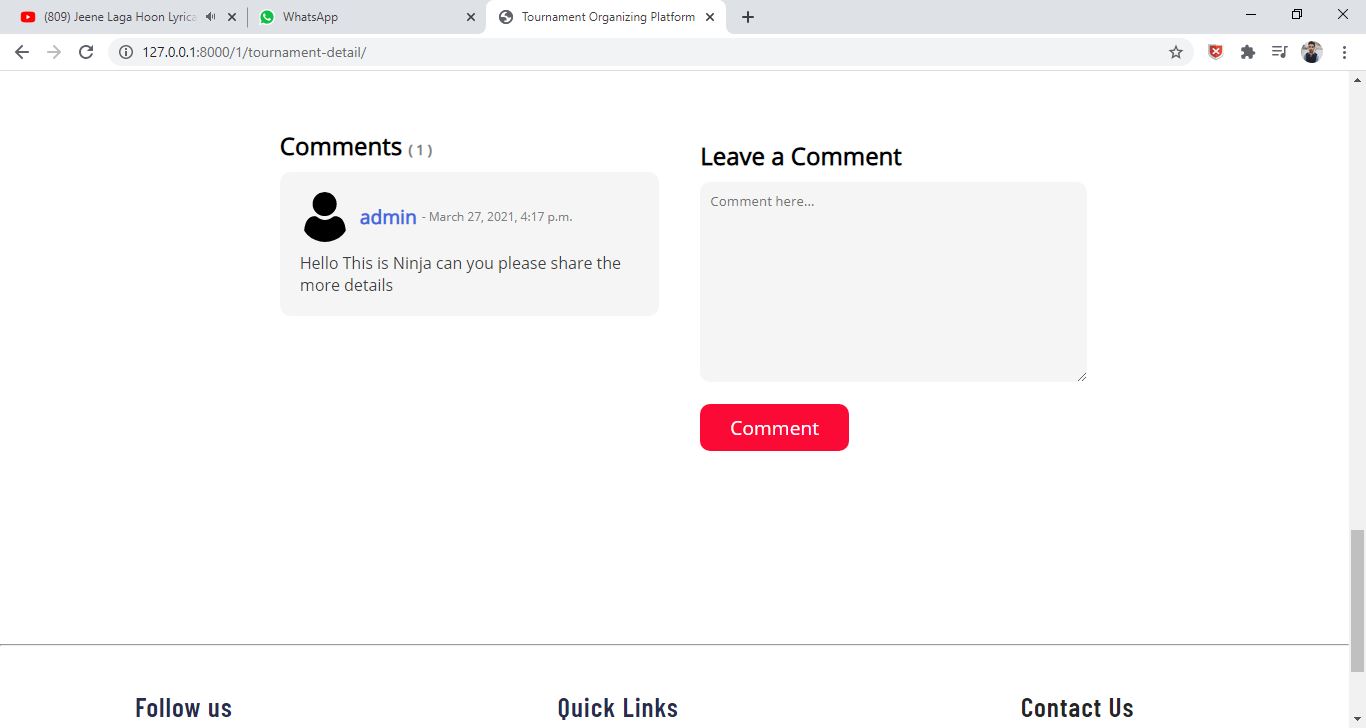 (809) Jeene Laga Hoon Lyrica
WhatsApp
Tournament Organizing Platform
127.0.0.1:8000/1/tournament-detail/
Comments ( 1 )
admin - March 27, 2021, 4:17 p.m.
Hello This is Ninja can you please share the
more details
Leave a Comment
Comment here...
Comment
Follow us
Quick Links
Contact Us